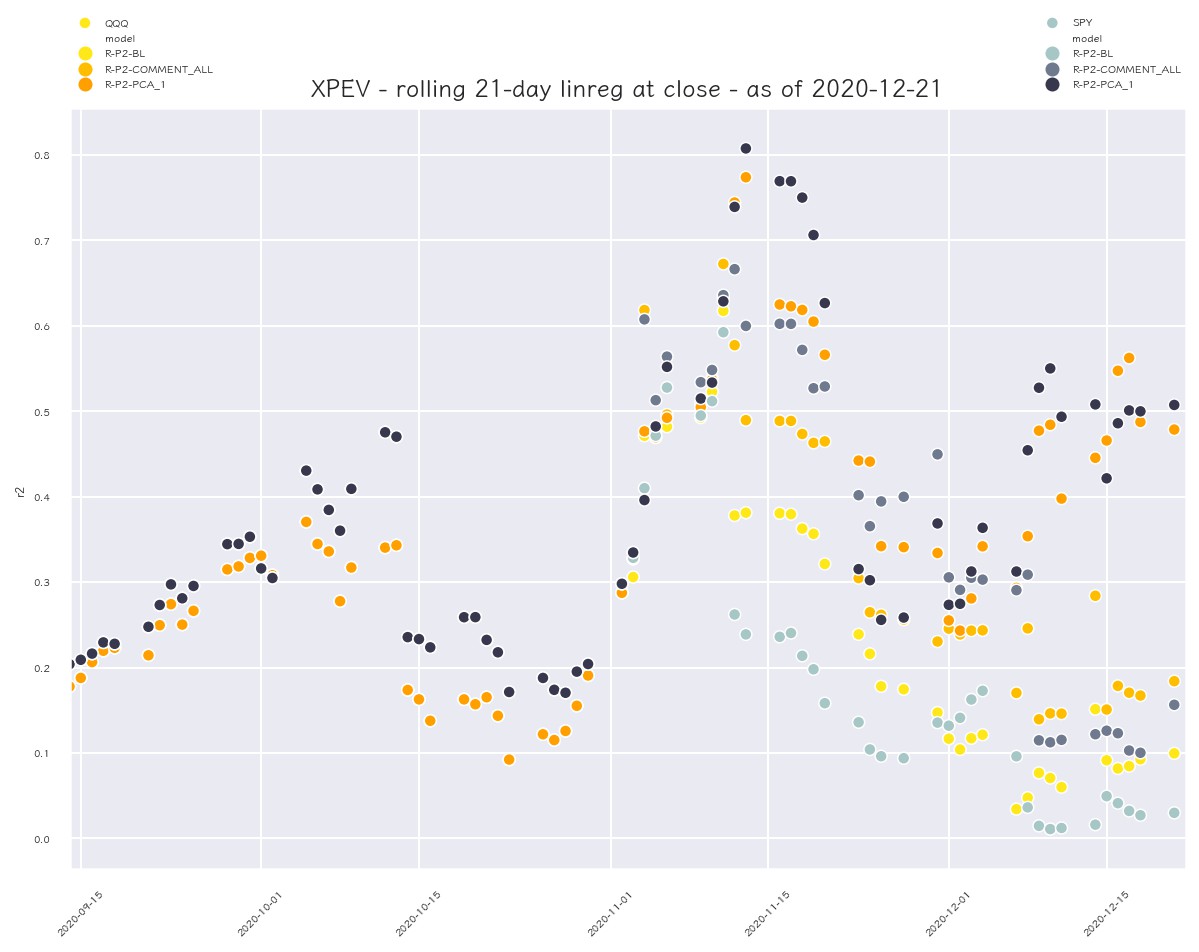 QQQ
model
R-P2-BL
R-P2-COMMENT_ALL
R-P2-PCA_1
SPY
model
R-P2-BL
R-P2-COMMENT_ALL
R-P2-PCA_1
XPEV - rolling 21-day linreg at close - as of 2020-12-21
r2
0.8
0.7
0.6
0.5
0.4
0.3
0.2
0.1
0.0
2020-09-15
2020-10-01
2020-10-15
2020-11-01
2020-11-15
2020-12-01
2020-12-15